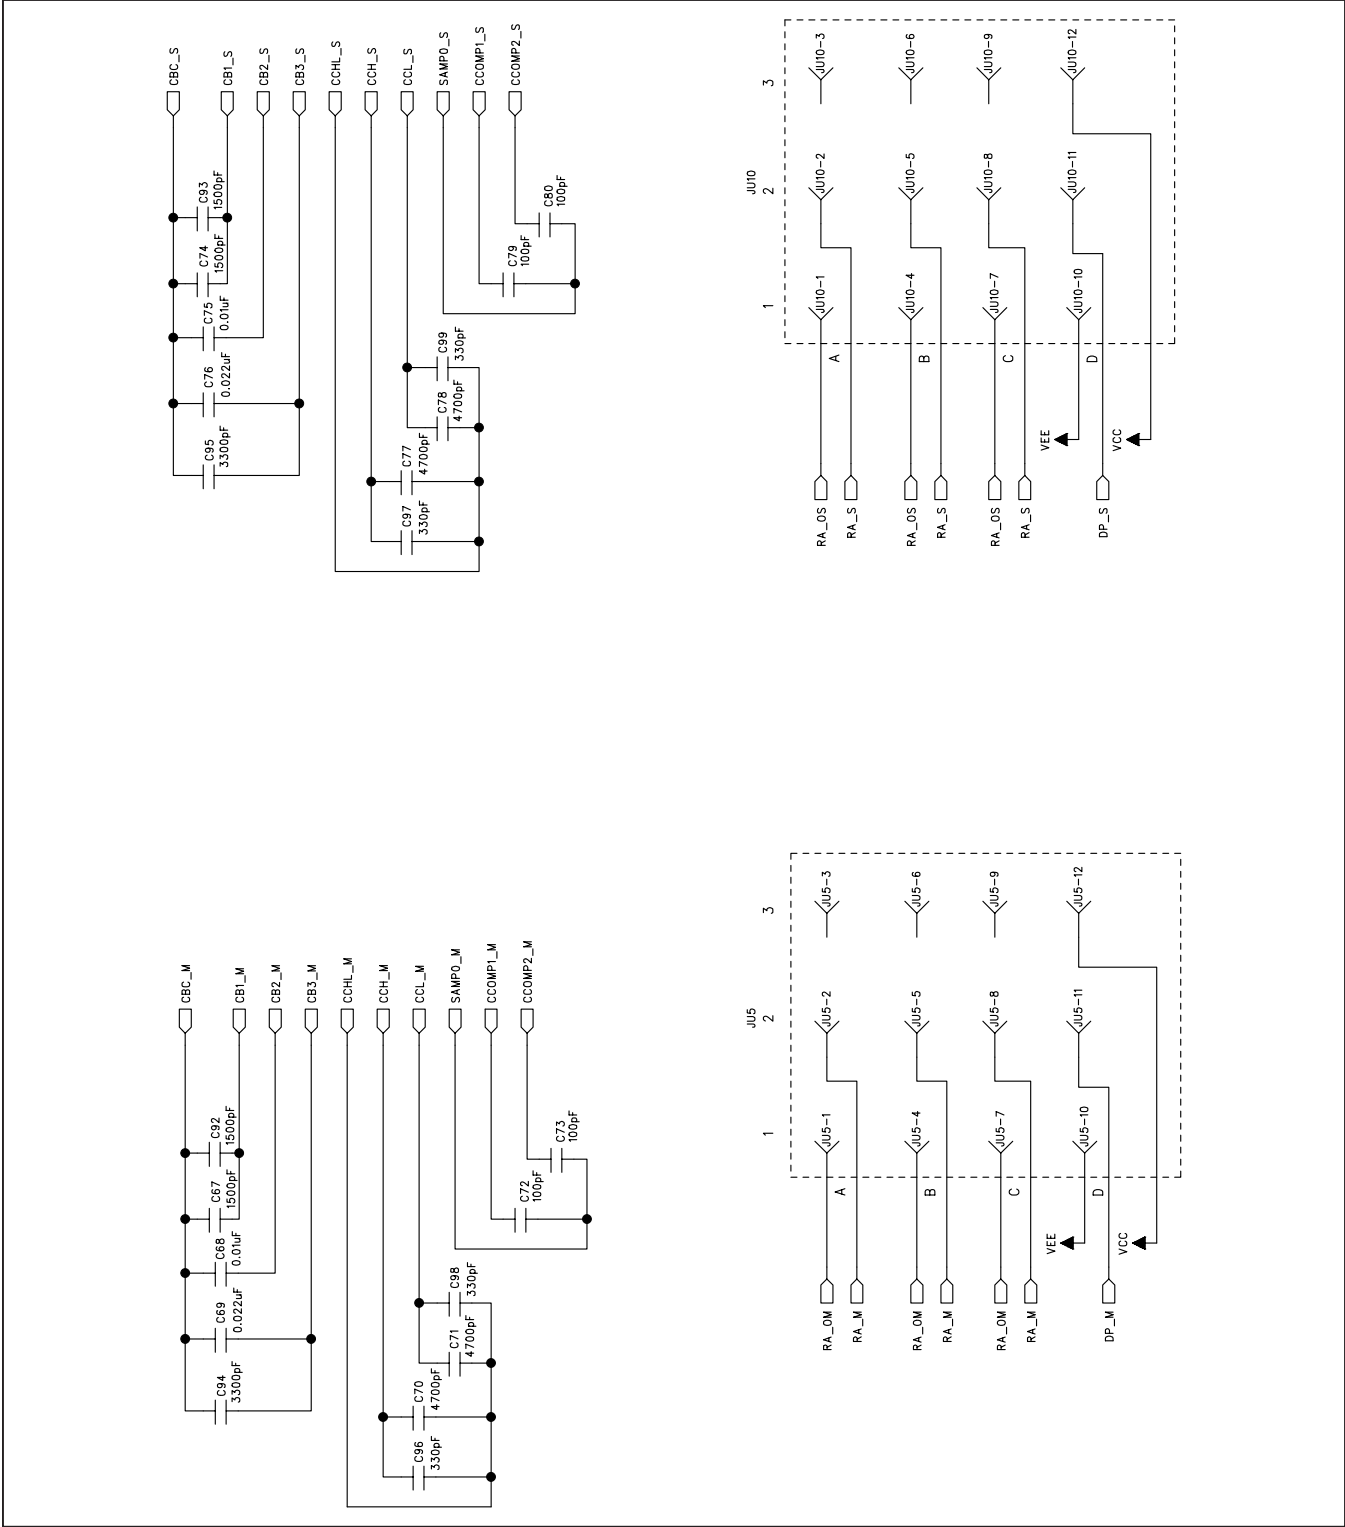 CBC_S
CB1_S
CB2_S
CB3_S
CCHL_S
CCH_S
CCL_S
SAMPO_S
CCOMP1_S
CCOMP2_S
C93
1500pF
C74
1500pF
C75
0.01uF
C76
0.022uF
C95
3300pF
C80
100pF
C79
100pF
C99
330pF
C78
4700pF
C77
4700pF
C97
330pF
JU10
3
2
1
JU10-3
JU10-6
JU10-9
JU10-12
JU10-2
JU10-5
JU10-8
JU10-11
JU10-1
JU10-4
JU10-7
JU10-10
A
B
C
D
VEE
VCC
RA_OS
RA_S
RA_OS
RA_S
RA_OS
RA_S
DP_S
CBC_M
CB1_M
CB2_M
CB3_M
CCHL_M
CCH_M
CCL_M
SAMPO_M
CCOMP1_M
CCOMP2_M
C92
1500pF
C67
1500pF
C68
0.01uF
C69
0.022uF
C94
3300pF
C73
100pF
C72
100pF
C98
330pF
C71
4700pF
C70
4700pF
C96
330pF
JU5
3
2
1
JU5-3
JU5-6
JU5-9
JU5-12
JU5-2
JU5-5
JU5-8
JU5-11
JU5-1
JU5-4
JU5-7
JU5-10
A
B
C
D
VEE
VCC
RA_OM
RA_M
RA_OM
RA_M
RA_OM
RA_M
DP_M